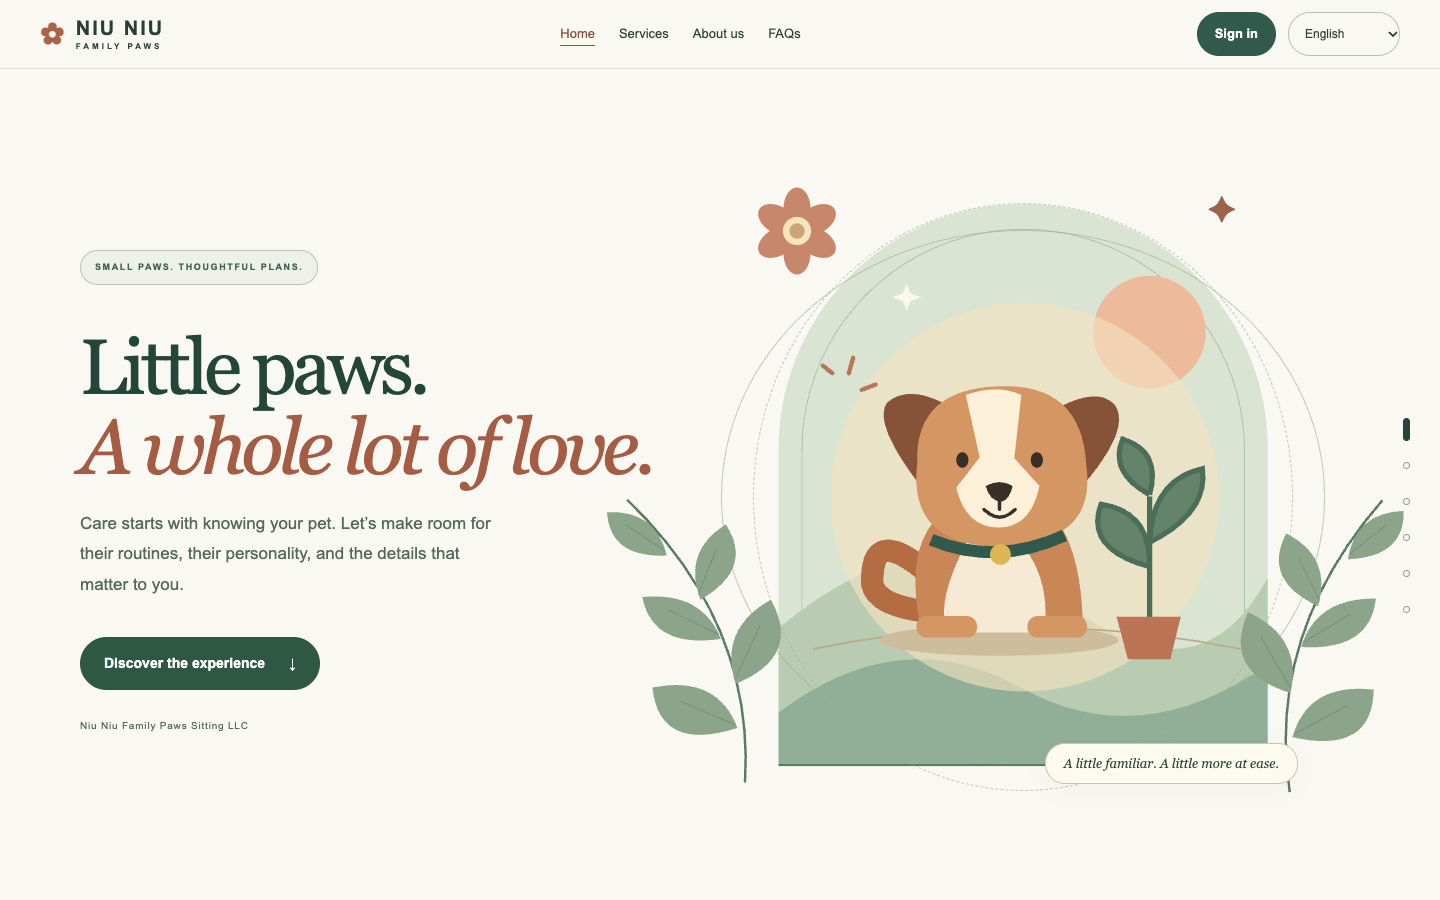 NIU NIU
FAMILY PAWS
Home
Services
About us
FAQs
Sign in
English
SMALL PAWS. THOUGHTFUL PLANS.
Little paws.
A whole lot of love.
Care starts with knowing your pet. Let’s make room for
their routines, their personality, and the details that
matter to you.
Discover the experience ↓
Niu Niu Family Paws Sitting LLC
A little familiar. A little more at ease.